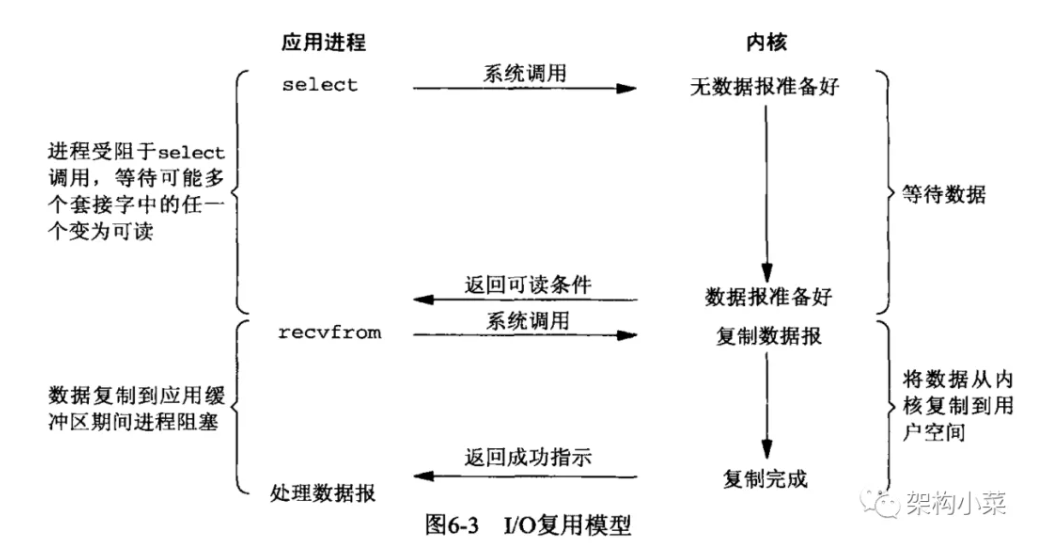 应用进程
内核
select
系统调用
无数据报准备好
进程受阻于select
调用，等待可能多
个套接字中的任一
个变为可读
等待数据
返回可读条件
数据报准备好
recvfrom
系统调用
复制数据报
数据复制到应用缓
冲区期间进程阻塞
将数据从内
核复制到用
户空间
返回成功指示
处理数据报
复制完成
图6-3 I/O复用模型
架构小菜